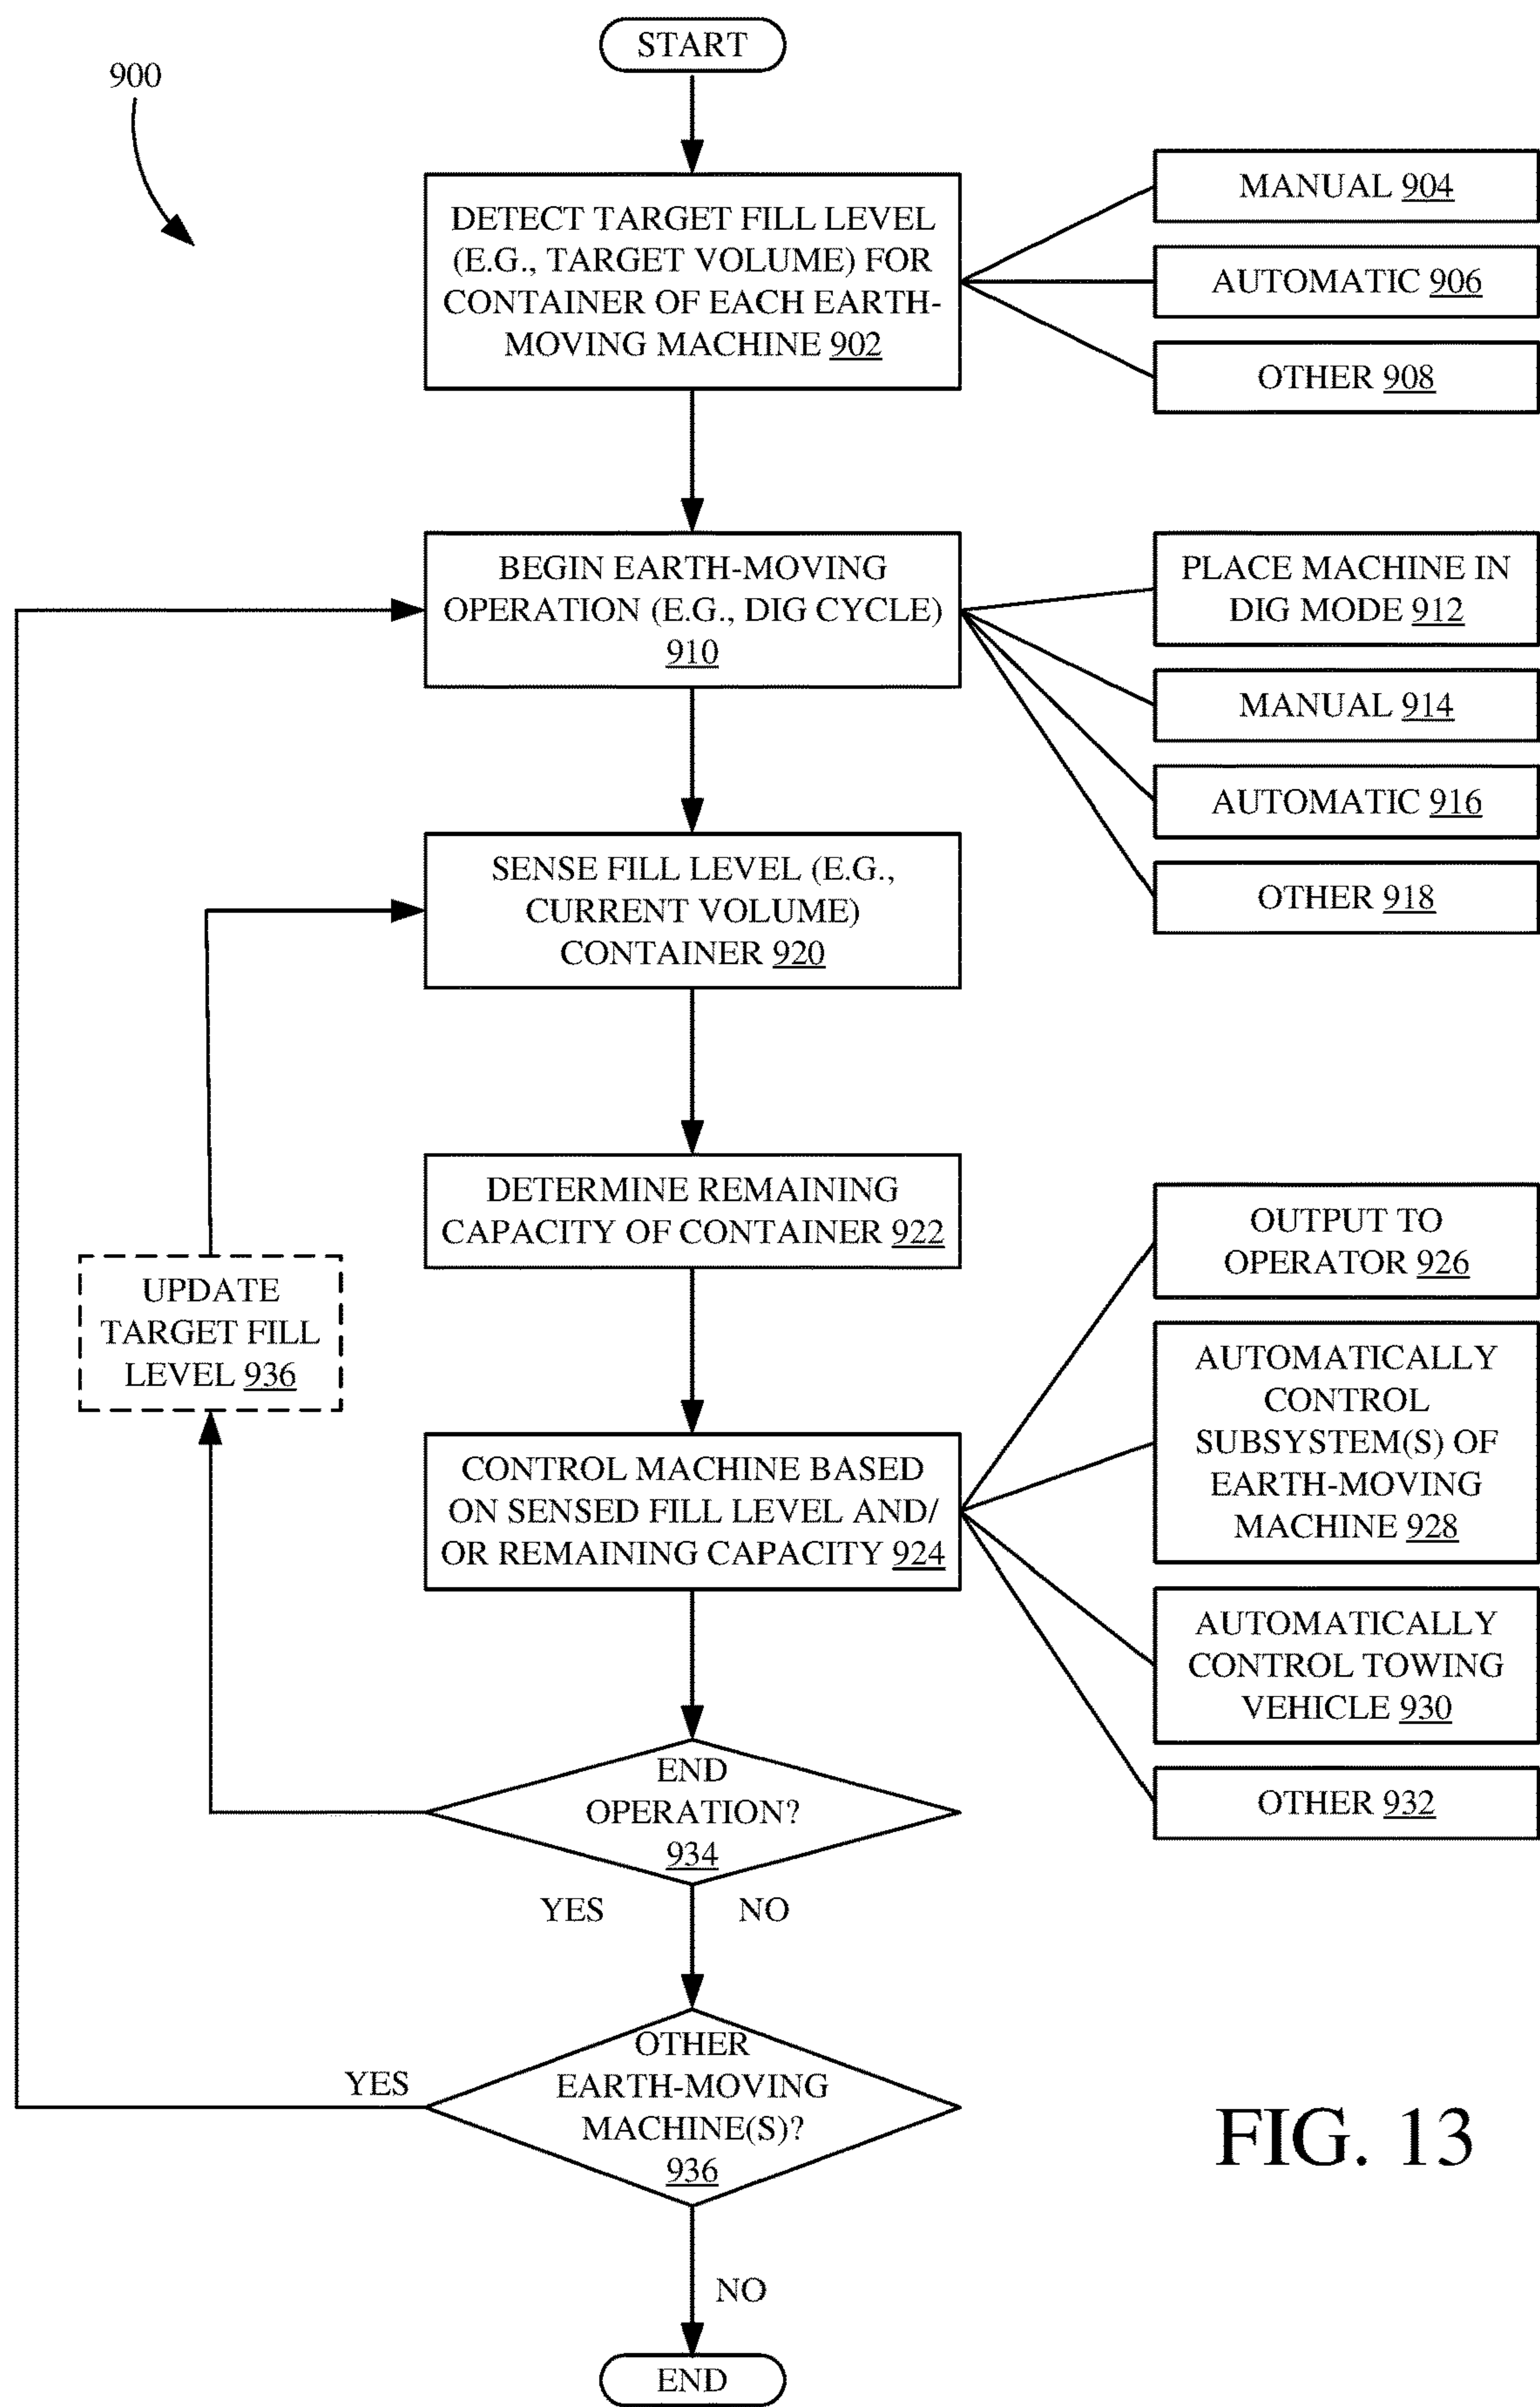 START
900
DETECT TARGET FILL LEVEL
(E.G., TARGET VOLUME) FOR
CONTAINER OF EACH EARTH-
MOVING MACHINE 902
MANUAL 904
AUTOMATIC 906
OTHER 908
BEGIN EARTH-MOVING
OPERATION (E.G., DIG CYCLE)
910
PLACE MACHINE IN
DIG MODE 912
MANUAL 914
AUTOMATIC 916
OTHER 918
SENSE FILL LEVEL (E.G.,
CURRENT VOLUME)
CONTAINER 920
DETERMINE REMAINING
CAPACITY OF CONTAINER 922
UPDATE
TARGET FILL
LEVEL 936
CONTROL MACHINE BASED
ON SENSED FILL LEVEL AND/
OR REMAINING CAPACITY 924
OUTPUT TO
OPERATOR 926
AUTOMATICALLY
CONTROL
SUBSYSTEM(S) OF
EARTH-MOVING
MACHINE 928
AUTOMATICALLY
CONTROL TOWING
VEHICLE 930
OTHER 932
END
OPERATION?
934
YES
NO
OTHER
EARTH-MOVING
MACHINE(S)?
936
YES
NO
END
FIG. 13